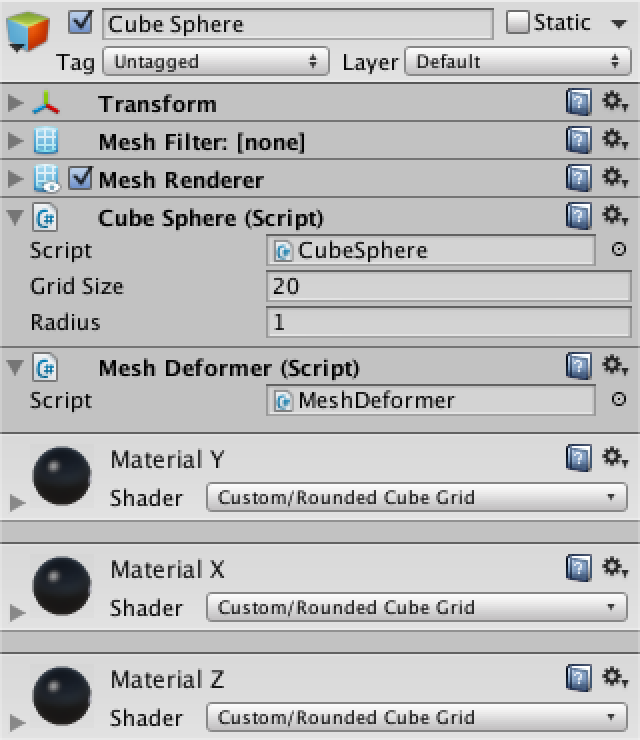 Cube Sphere Static
Tag Untagged Layer Default
Transform
Mesh Filter: [none]
Mesh Renderer
Cube Sphere (Script)
Script CubeSphere
Grid Size 20
Radius 1
Mesh Deformer (Script)
Script MeshDeformer
Material Y
Shader Custom/Rounded Cube Grid
Material X
Shader Custom/Rounded Cube Grid
Material Z
Shader Custom/Rounded Cube Grid